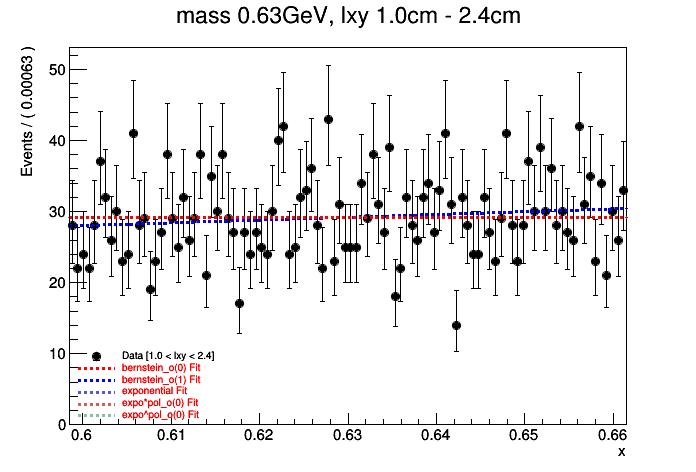 mass 0.63GeV, lxy 1.0cm - 2.4cm
Events / ( 0.00063 )
50
40
30
20
10
0
Data [1.0 < lxy < 2.4]
bernstein_o(0) Fit
bernstein_o(1) Fit
exponential Fit
expo*pol_o(0) Fit
expo^pol_o(0) Fit
0.6 0.61 0.62 0.63 0.64 0.65 0.66
x